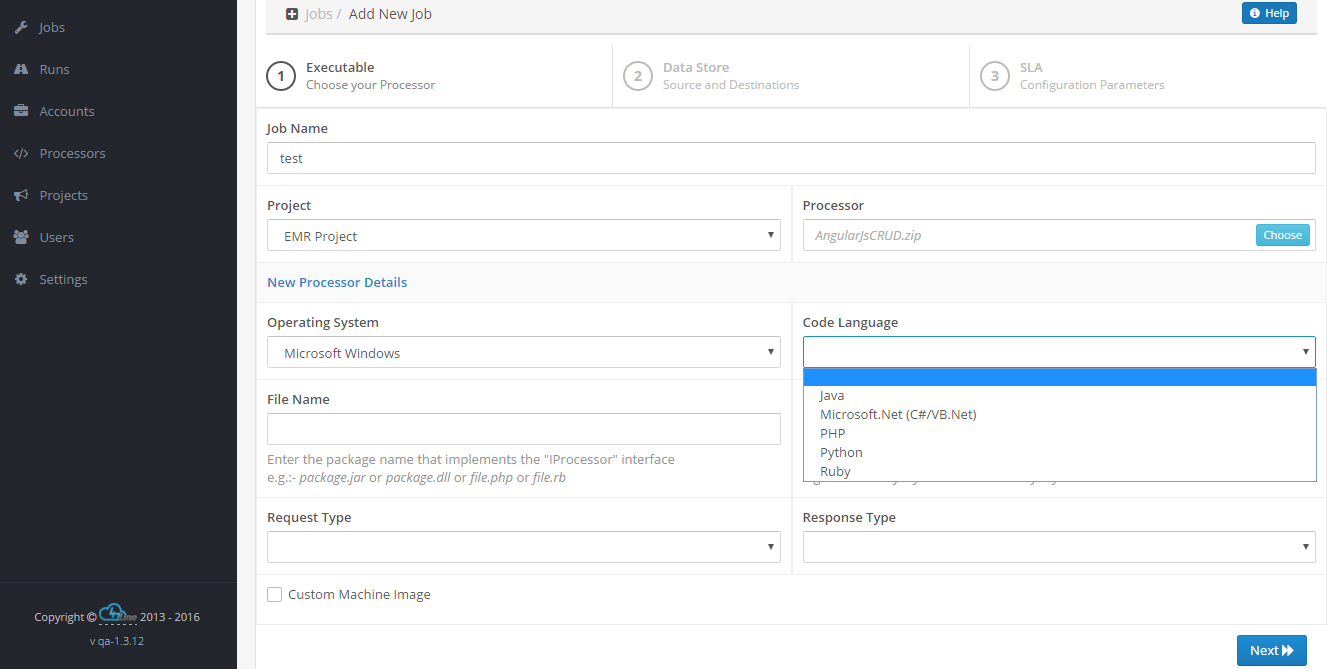 Jobs
Runs
Accounts
Processors
Projects
Users
Settings
Copyright © 2013 - 2016
v qa-1.3.12
Jobs / Add New Job
Help
1 Executable
Choose your Processor
2 Data Store
Source and Destinations
3 SLA
Configuration Parameters
Job Name
test
Project
EMR Project
Processor
AngularJsCRUD.zip
Choose
New Processor Details
Operating System
Microsoft Windows
Code Language
Java
Microsoft.Net (C#/VB.Net)
PHP
Python
Ruby
File Name
Enter the package name that implements the "IProcessor" interface
e.g.:- package.jar or package.dll or file.php or file.rb
Request Type
Response Type
Custom Machine Image
Next